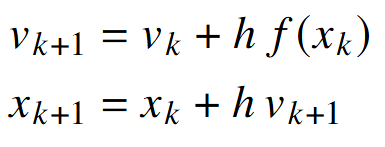 v_{k+1} = v_k + h f(x_k)
x_{k+1} = x_k + h v_{k+1}